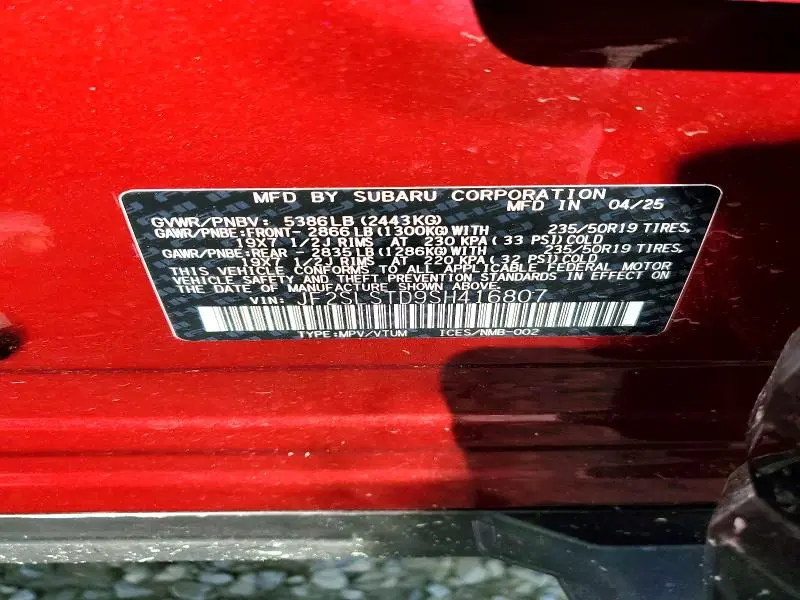 MFD BY SUBARU CORPORATION
MFD IN 04/25
GVWR/PNBV: 5386LB (2443KG)
GAWR/PNBE:FRONT- 2866LB(1300KG)WITH 235/50R19 TIRES,
19X7 1/2J RIMS AT 230 KPA( 33 PSI)COLD
GAWR/PNBE:REAR - 2835LB(1286KG)WITH 235/50R19 TIRES,
19X7 1/2J RIMS AT 220 KPA( 32 PSI)COLD
THIS VEHICLE CONFORMS TO ALL APPLICABLE FEDERAL MOTOR
VEHICLE SAFETY AND THEFT PREVENTION STANDARDS IN EFFECT ON
THE DATE OF MANUFACTURE SHOWN ABOVE.
VIN: JF2SLSTD9SH416807
TYPE:MPV/VTUM ICES/NMB-002